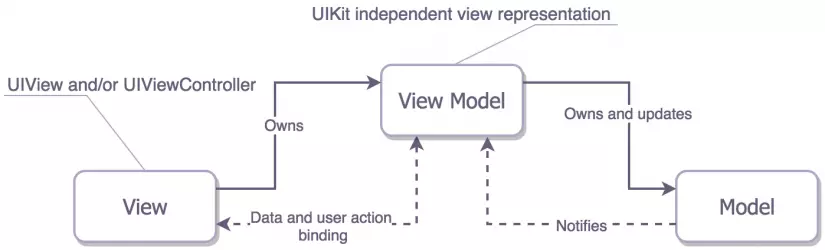 UIKit independent view representation
UIView and/or UIViewController
View Model
Owns
Owns and updates
View
Data and user action
binding
Notifies
Model